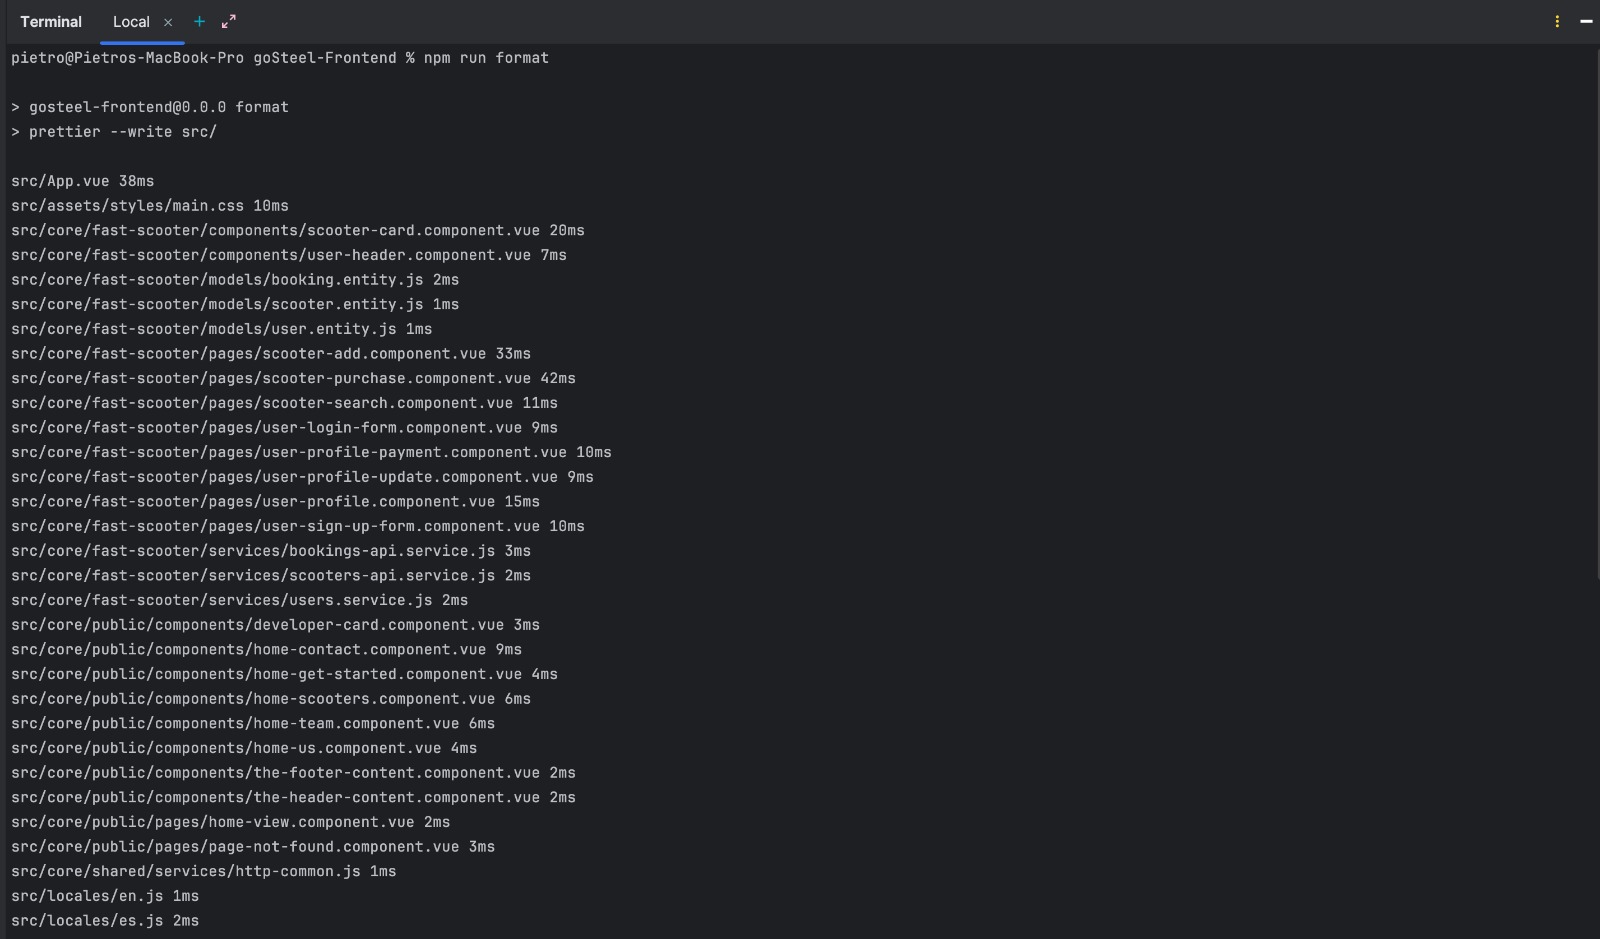 Terminal Local × +
pietro@Pietros-MacBook-Pro goSteel-Frontend % npm run format
> gosteel-frontend@0.0.0 format
> prettier --write src/
src/App.vue 38ms
src/assets/styles/main.css 10ms
src/core/fast-scooter/components/scooter-card.component.vue 20ms
src/core/fast-scooter/components/user-header.component.vue 7ms
src/core/fast-scooter/models/booking.entity.js 2ms
src/core/fast-scooter/models/scooter.entity.js 1ms
src/core/fast-scooter/models/user.entity.js 1ms
src/core/fast-scooter/pages/scooter-add.component.vue 33ms
src/core/fast-scooter/pages/scooter-purchase.component.vue 42ms
src/core/fast-scooter/pages/scooter-search.component.vue 11ms
src/core/fast-scooter/pages/user-login-form.component.vue 9ms
src/core/fast-scooter/pages/user-profile-payment.component.vue 10ms
src/core/fast-scooter/pages/user-profile-update.component.vue 9ms
src/core/fast-scooter/pages/user-profile.component.vue 15ms
src/core/fast-scooter/pages/user-sign-up-form.component.vue 10ms
src/core/fast-scooter/services/bookings-api.service.js 3ms
src/core/fast-scooter/services/scooters-api.service.js 2ms
src/core/fast-scooter/services/users.service.js 2ms
src/core/public/components/developer-card.component.vue 3ms
src/core/public/components/home-contact.component.vue 9ms
src/core/public/components/home-get-started.component.vue 4ms
src/core/public/components/home-scooters.component.vue 6ms
src/core/public/components/home-team.component.vue 6ms
src/core/public/components/home-us.component.vue 4ms
src/core/public/components/the-footer-content.component.vue 2ms
src/core/public/components/the-header-content.component.vue 2ms
src/core/public/pages/home-view.component.vue 2ms
src/core/public/pages/page-not-found.component.vue 3ms
src/core/shared/services/http-common.js 1ms
src/locales/en.js 1ms
src/locales/es.js 2ms